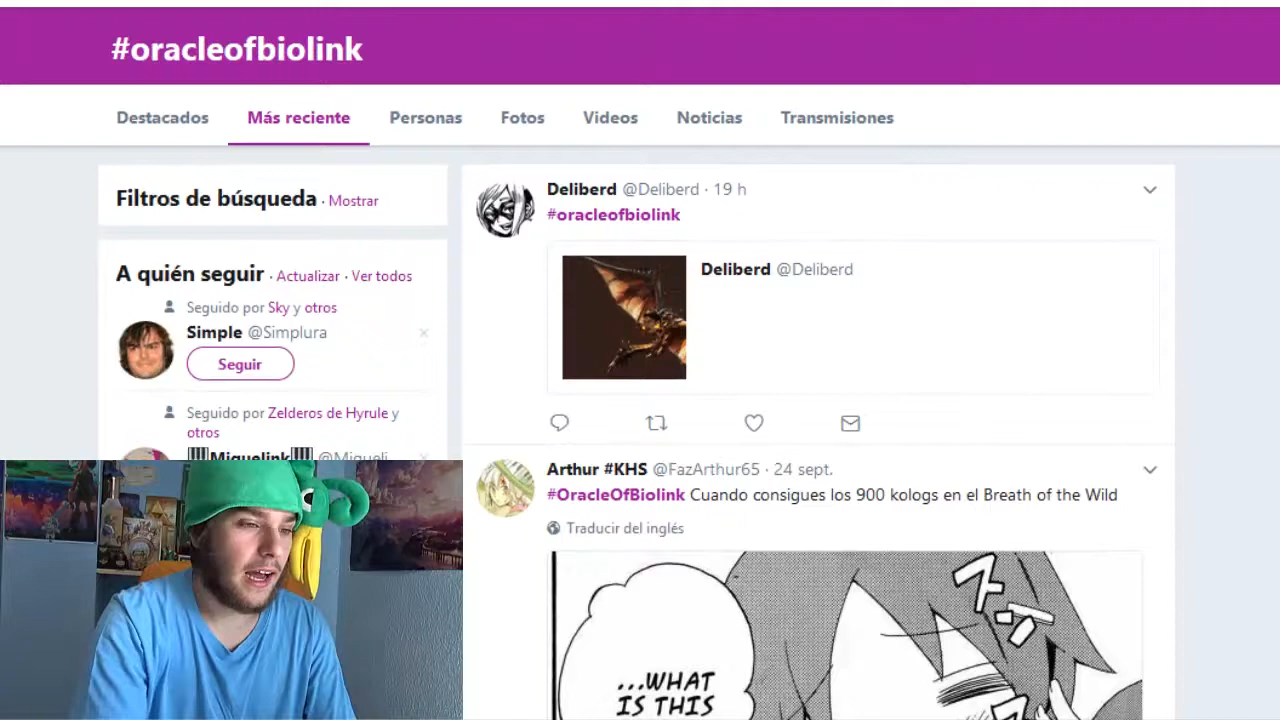 #oracleofbiolink
Destacados Más reciente Personas Fotos Videos Noticias Transmisiones
Filtros de búsqueda · Mostrar
A quién seguir · Actualizar · Ver todos
Seguido por Sky y otros
Simple @Simplura
Seguir
Seguido por Zelderos de Hyrule y
otros
Miguelink @Migueli
Deliberd @Deliberd · 19 h
#oracleofbiolink
Deliberd @Deliberd
Arthur #KHS @FazArthur65 · 24 sept.
#OracleOfBiolink Cuando consigues los 900 kologs en el Breath of the Wild
Traducir del inglés
...WHAT
IS THIS